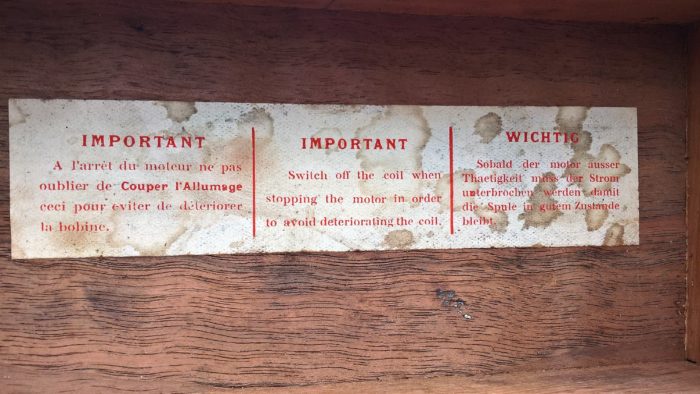 IMPORTANT
A l'arrêt du moteur ne pas
oublier de Couper l'Allumage
ceci pour éviter de déteriorer
la bobine.
IMPORTANT
Switch off the coil when
stopping the motor in order
to avoid deteriorating the coil.
WICHTIG
Sobald der motor ausser
Thaetigkeit muss der Strom
unterbrochen werden damit
die Spule in gutem Zustande
bleibt.